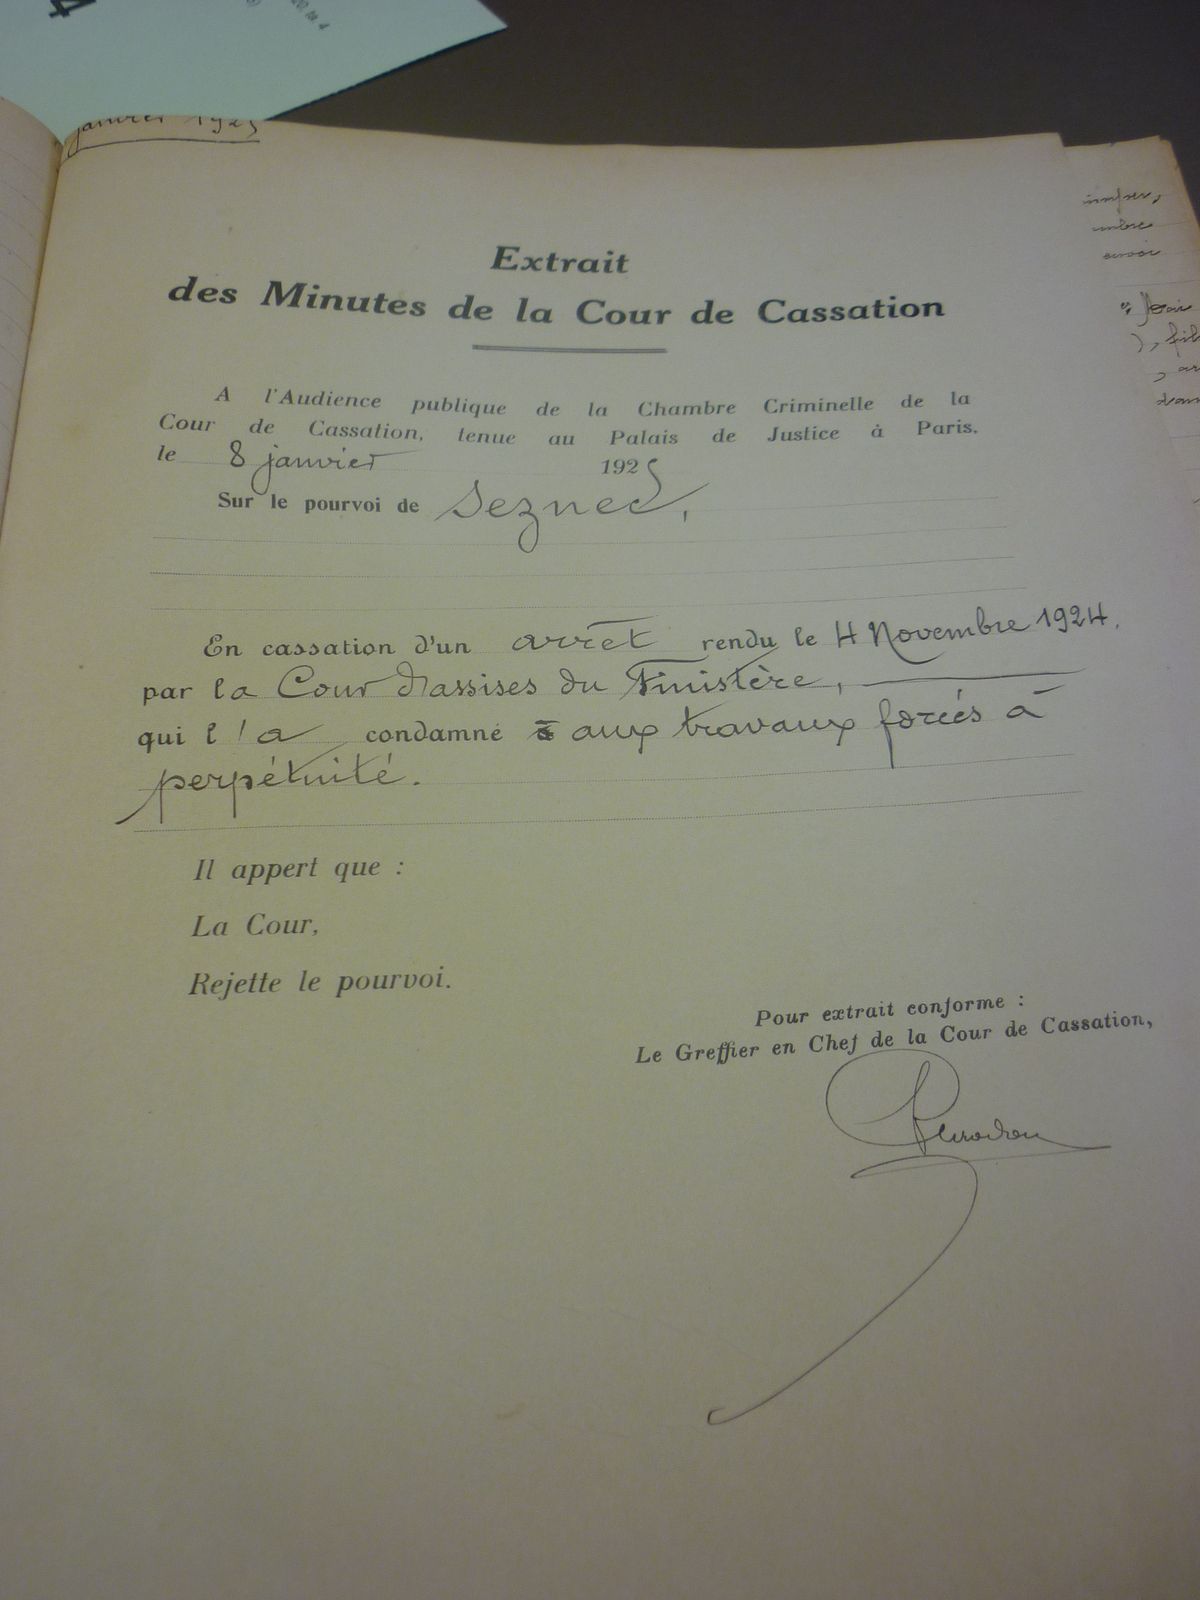 janvier 1925
Extrait
des Minutes de la Cour de Cassation
A l'Audience publique de la Chambre Criminelle de la
Cour de Cassation, tenue au Palais de Justice à Paris.
le 8 janvier 1925
Sur le pourvoi de Seznec,
En cassation d'un arrêt rendu le 4 Novembre 1924.
par la Cour d'assises du Finistère,
qui l'a condamné aux travaux forcés à
perpétuité.
Il appert que :
La Cour,
Rejette le pourvoi.
Pour extrait conforme :
Le Greffier en Chef de la Cour de Cassation,